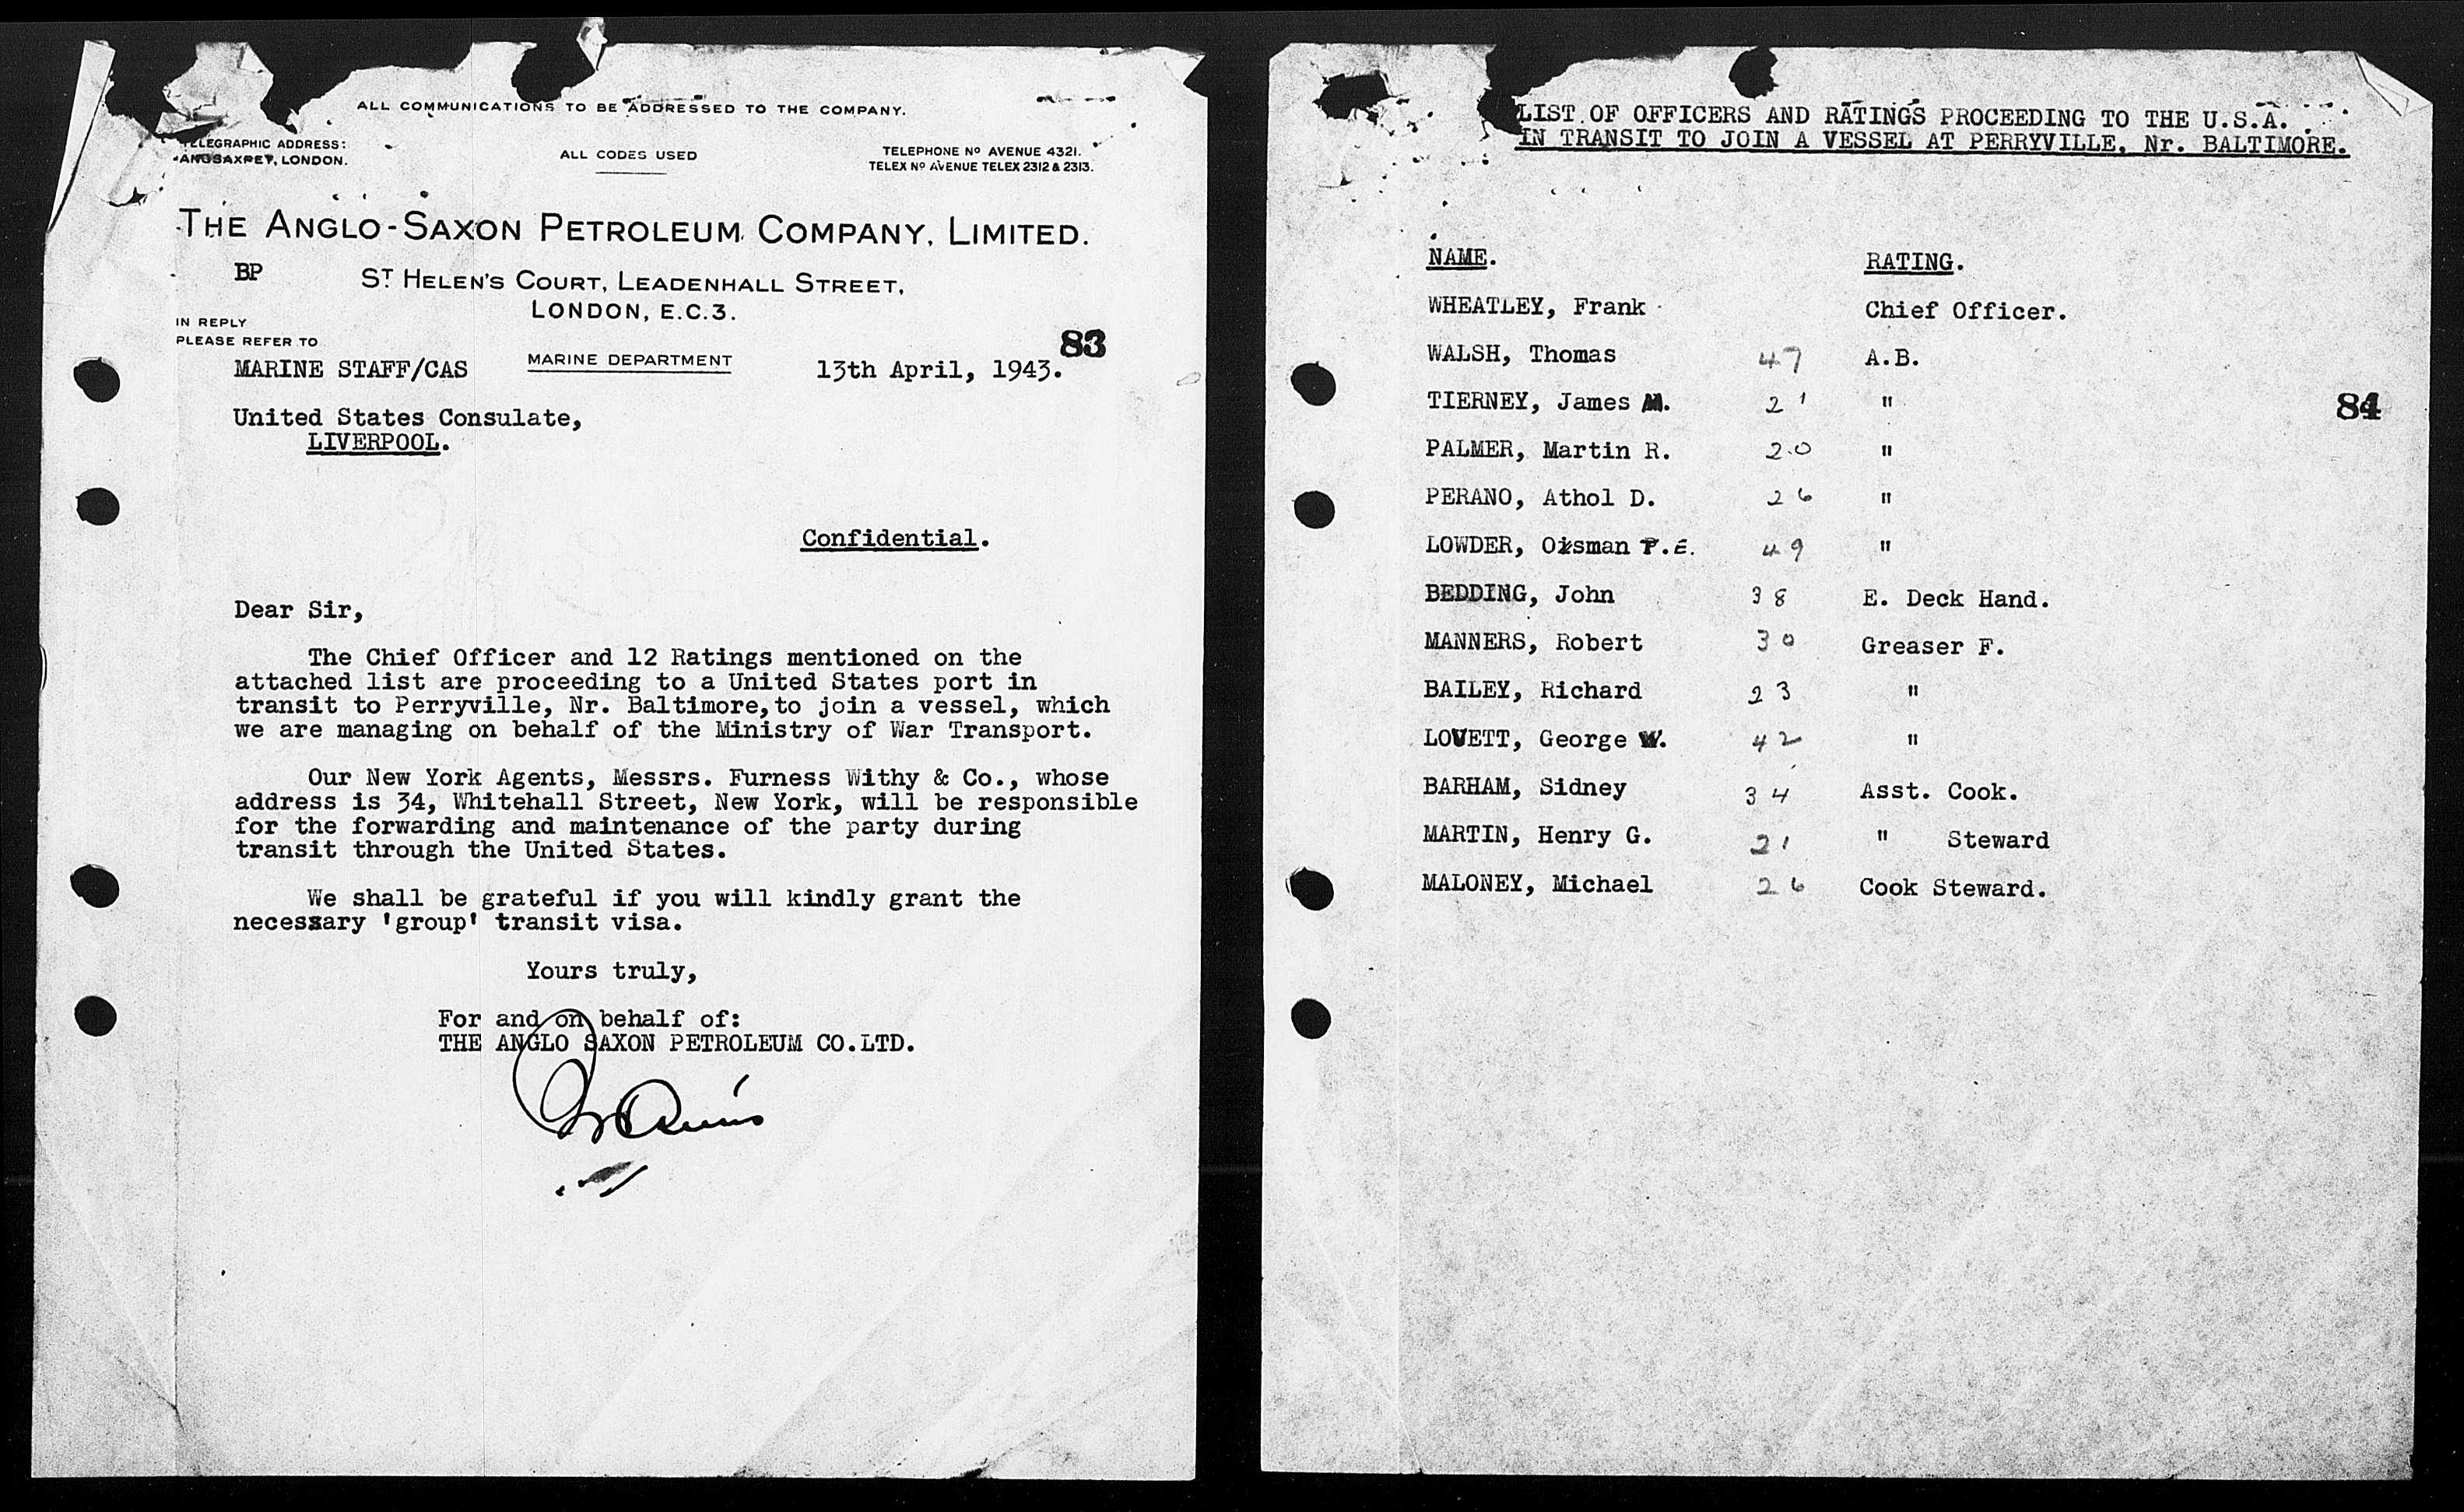 ALL COMMUNICATIONS TO BE ADDRESSED TO THE COMPANY.
TELEGRAPHIC ADDRESS:
ANGSAXPET, LONDON.
ALL CODES USED
TELEPHONE Nº AVENUE 4321.
TELEX Nº AVENUE TELEX 2312 & 2313.
THE ANGLO-SAXON PETROLEUM COMPANY, LIMITED.
BP
ST HELEN'S COURT, LEADENHALL STREET,
LONDON, E.C.3.
IN REPLY
PLEASE REFER TO
83
MARINE STAFF/CAS
MARINE DEPARTMENT
13th April, 1943.
United States Consulate,
LIVERPOOL.
Confidential.
Dear Sir,
The Chief Officer and 12 Ratings mentioned on the
attached list are proceeding to a United States port in
transit to Perryville, Nr. Baltimore,to join a vessel, which
we are managing on behalf of the Ministry of War Transport.
Our New York Agents, Messrs. Furness Withy & Co., whose
address is 34, Whitehall Street, New York, will be responsible
for the forwarding and maintenance of the party during
transit through the United States.
We shall be grateful if you will kindly grant the
necessary 'group' transit visa.
Yours truly,
For and on behalf of:
THE ANGLO SAXON PETROLEUM CO.LTD.
LIST OF OFFICERS AND RATINGS PROCEEDING TO THE U.S.A.
IN TRANSIT TO JOIN A VESSEL AT PERRYVILLE, Nr. BALTIMORE.
NAME. RATING.
WHEATLEY, Frank Chief Officer.
WALSH, Thomas 47 A.B.
TIERNEY, James M. 21 "
84
PALMER, Martin R. 20 "
PERANO, Athol D. 26 "
LOWDER, Oisman P.E. 49 "
BEDDING, John 38 E. Deck Hand.
MANNERS, Robert 30 Greaser F.
BAILEY, Richard 23 "
LOVETT, George W. 42 "
BARHAM, Sidney 34 Asst. Cook.
MARTIN, Henry G. 21 " Steward
MALONEY, Michael 26 Cook Steward.